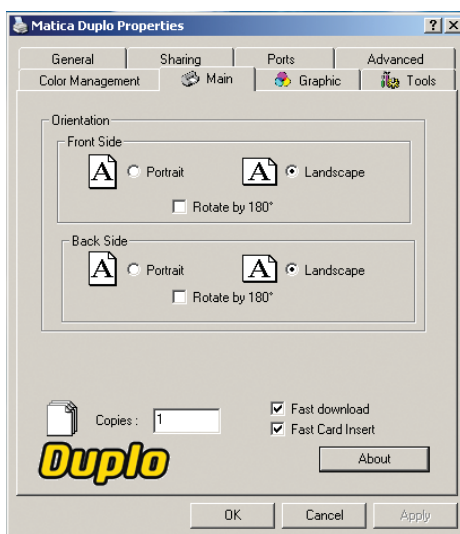 Matica Duplo Properties
General Sharing Ports Advanced
Color Management Main Graphic Tools
Orientation
Front Side
A Portrait A Landscape
Rotate by 180°
Back Side
A Portrait A Landscape
Rotate by 180°
Copies : 1 Fast download
Fast Card Insert
Duplo About
OK Cancel Apply